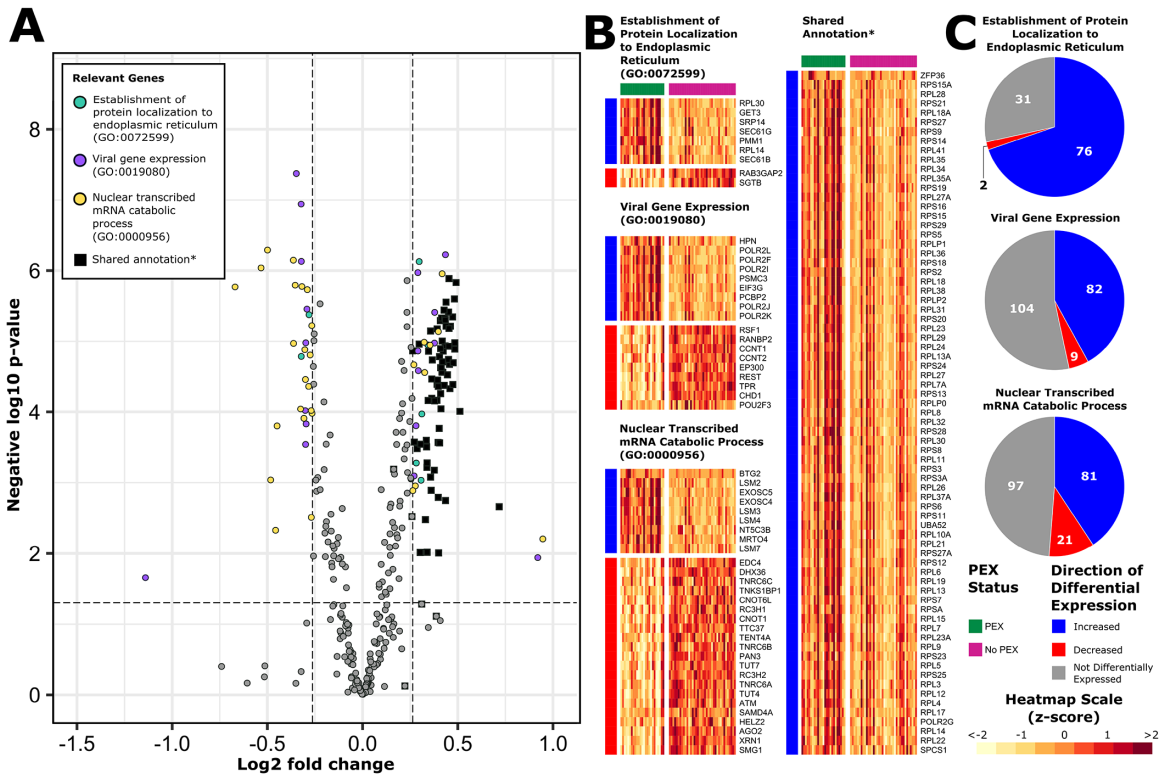 A
Relevant Genes
Establishment of
protein localization to
endoplasmic reticulum
(GO:0072599)
Viral gene expression
(GO:0019080)
Nuclear transcribed
mRNA catabolic
process
(GO:0000956)
Shared annotation*
Negative log10 p-value
8
6
4
2
0
-1.5
-1.0
-0.5
0.0
0.5
1.0
Log2 fold change
B
Establishment of
Protein Localization
to Endoplasmic
Reticulum
(GO:0072599)
RPL30
GET3
SRP14
SEC61G
PMM1
RPL14
SEC61B
RAB3GAP2
SGTB
Viral Gene Expression
(GO:0019080)
HPN
POLR2L
POLR2F
POLR2I
PSMC3
EIF3G
PCBP2
POLR2J
POLR2K
RSF1
RANBP2
CCNT1
CCNT2
EP300
REST
TPR
CHD1
POU2F3
Nuclear Transcribed
mRNA Catabolic Process
(GO:0000956)
BTG2
LSM2
EXOSC5
EXOSC4
LSM3
LSM4
NT5C3B
MRTO4
LSM7
EDC4
DHX36
TNRC6C
TNKS1BP1
CNOT6L
RC3H1
CNOT1
TTC37
TENT4A
TNRC6B
PAN3
TUT7
RC3H2
TNRC6A
TUT4
ATM
SAMD4A
HELZ2
AGO2
XRN1
SMG1
Shared
Annotation*
ZFP36
RPS15A
RPL28
RPS21
RPL18A
RPS27
RPS9
RPS14
RPL41
RPL35
RPL34
RPL35A
RPS19
RPL27A
RPS16
RPS15
RPS29
RPS5
RPLP1
RPL36
RPS18
RPS2
RPL18
RPL38
RPLP2
RPL31
RPS20
RPL23
RPL29
RPL24
RPL13A
RPS24
RPL27
RPL7A
RPS13
RPLP0
RPL8
RPL32
RPS28
RPL30
RPS8
RPL11
RPS3
RPS3A
RPL26
RPL37A
RPS6
RPS11
UBA52
RPL10A
RPL21
RPS27A
RPS12
RPL6
RPL19
RPL13
RPS7
RPSA
RPL15
RPL7
RPL23A
RPL9
RPS23
RPL5
RPS25
RPL3
RPL12
RPL4
RPL17
POLR2G
RPL14
RPL22
SPCS1
C
Establishment of Protein
Localization to
Endoplasmic Reticulum
31
76
2
Viral Gene Expression
104
82
9
Nuclear Transcribed
mRNA Catabolic Process
97
81
21
PEX
Status
PEX
No PEX
Direction of
Differential
Expression
Increased
Decreased
Not Differentially
Expressed
Heatmap Scale
(z-score)
<-2 -1 0 1 >2